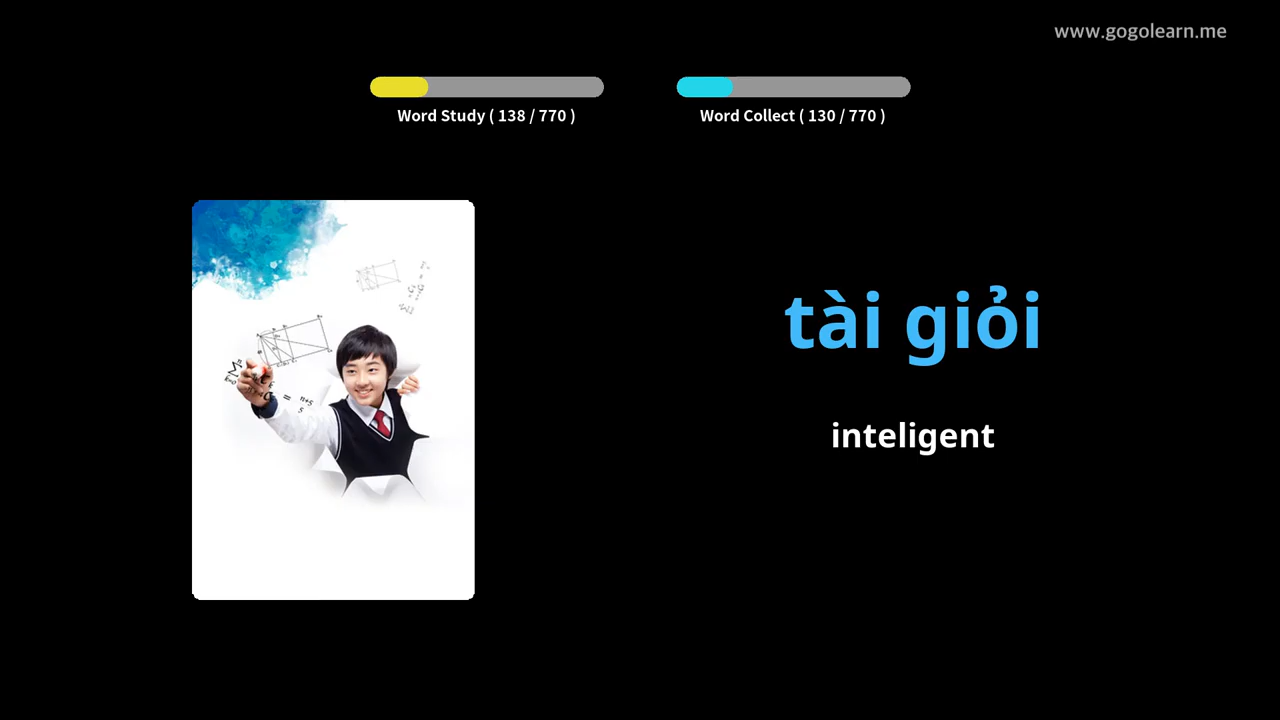 www.gogolearn.me
Word Study ( 138 / 770 )
Word Collect ( 130 / 770 )
tài giỏi
inteligent